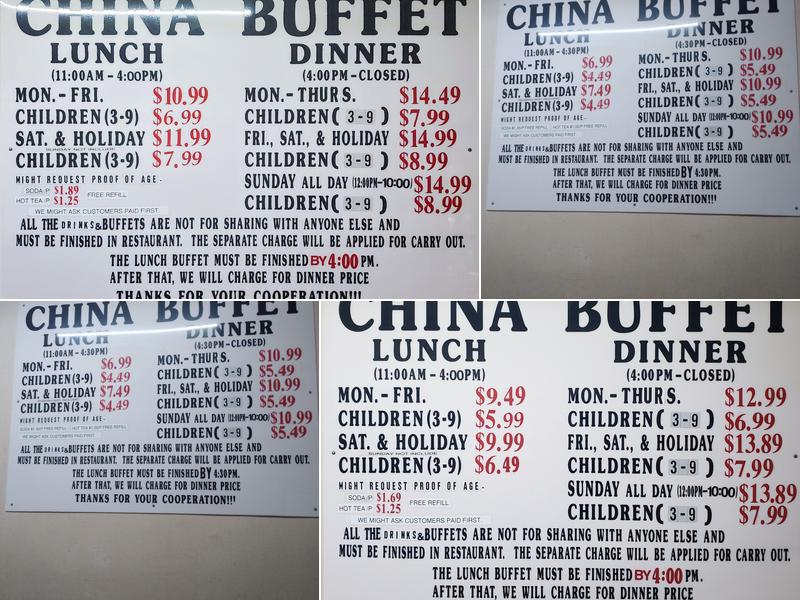 CHINA BUFFET
LUNCH
(11:00AM - 4:00PM)
MON.- FRI. $10.99
CHILDREN(3-9) $6.99
SAT. & HOLIDAY $11.99
SUNDAY NOT INCLUDE
CHILDREN(3-9) $7.99
MIGHT REQUEST PROOF OF AGE-
SODA/P $1.89
HOT TEA/P $1.25
FREE REFILL
WE MIGHT ASK CUSTOMERS PAID FIRST.
DINNER
(4:00PM-CLOSED)
MON.-THURS. $14.49
CHILDREN( 3-9 ) $7.99
FRI., SAT., & HOLIDAY $14.99
CHILDREN( 3-9 ) $8.99
SUNDAY ALL DAY (12:00PM-10:00) $14.99
CHILDREN( 3-9 ) $8.99
ALL THE DRINKS&BUFFETS ARE NOT FOR SHARING WITH ANYONE ELSE AND
MUST BE FINISHED IN RESTAURANT. THE SEPARATE CHARGE WILL BE APPLIED FOR CARRY OUT.
THE LUNCH BUFFET MUST BE FINISHED BY 4:00 PM.
AFTER THAT, WE WILL CHARGE FOR DINNER PRICE
THANKS FOR YOUR COOPERATION!!!
CHINA BUFFET
LUNCH
(11:00AM - 4:30PM)
MON.- FRI. $6.99
CHILDREN(3-9) $4.49
SAT. & HOLIDAY $7.49
CHILDREN(3-9) $4.49
MIGHT REQUEST PROOF OF AGE-
WE MIGHT ASK CUSTOMERS PAID FIRST.
DINNER
(4:30PM-CLOSED)
MON.-THURS. $10.99
CHILDREN( 3-9 ) $5.49
FRI., SAT., & HOLIDAY $10.99
CHILDREN( 3-9 ) $5.49
SUNDAY ALL DAY (12:00PM-10:00) $10.99
CHILDREN( 3-9 ) $5.49
ALL THE DRINKS&BUFFETS ARE NOT FOR SHARING WITH ANYONE ELSE AND
MUST BE FINISHED IN RESTAURANT. THE SEPARATE CHARGE WILL BE APPLIED FOR CARRY OUT.
THE LUNCH BUFFET MUST BE FINISHED BY 4:30PM.
AFTER THAT, WE WILL CHARGE FOR DINNER PRICE
THANKS FOR YOUR COOPERATION!!!
CHINA BUFFET
LUNCH
(11:00AM - 4:30PM)
MON.- FRI. $6.99
CHILDREN(3-9) $4.49
SAT. & HOLIDAY $7.49
CHILDREN(3-9) $4.49
MIGHT REQUEST PROOF OF AGE-
WE MIGHT ASK CUSTOMERS PAID FIRST.
DINNER
(4:30PM-CLOSED)
MON.-THURS. $10.99
CHILDREN( 3-9 ) $5.49
FRI., SAT., & HOLIDAY $10.99
CHILDREN( 3-9 ) $5.49
SUNDAY ALL DAY (12:00PM-10:00) $10.99
CHILDREN( 3-9 ) $5.49
ALL THE DRINKS&BUFFETS ARE NOT FOR SHARING WITH ANYONE ELSE AND
MUST BE FINISHED IN RESTAURANT. THE SEPARATE CHARGE WILL BE APPLIED FOR CARRY OUT.
THE LUNCH BUFFET MUST BE FINISHED BY 4:30PM.
AFTER THAT, WE WILL CHARGE FOR DINNER PRICE
THANKS FOR YOUR COOPERATION!!!
CHINA BUFFET
LUNCH
(11:00AM - 4:00PM)
MON.- FRI. $9.49
CHILDREN(3-9) $5.99
SAT. & HOLIDAY $9.99
SUNDAY NOT INCLUDE
CHILDREN(3-9) $6.49
MIGHT REQUEST PROOF OF AGE-
SODA/P $1.69
HOT TEA/P $1.25
FREE REFILL
WE MIGHT ASK CUSTOMERS PAID FIRST.
DINNER
(4:00PM-CLOSED)
MON.-THURS. $12.99
CHILDREN( 3-9 ) $6.99
FRI., SAT., & HOLIDAY $13.89
CHILDREN( 3-9 ) $7.99
SUNDAY ALL DAY (12:00PM-10:00) $13.89
CHILDREN( 3-9 ) $7.99
ALL THE DRINKS&BUFFETS ARE NOT FOR SHARING WITH ANYONE ELSE AND
MUST BE FINISHED IN RESTAURANT. THE SEPARATE CHARGE WILL BE APPLIED FOR CARRY OUT.
THE LUNCH BUFFET MUST BE FINISHED BY 4:00 PM.
AFTER THAT, WE WILL CHARGE FOR DINNER PRICE